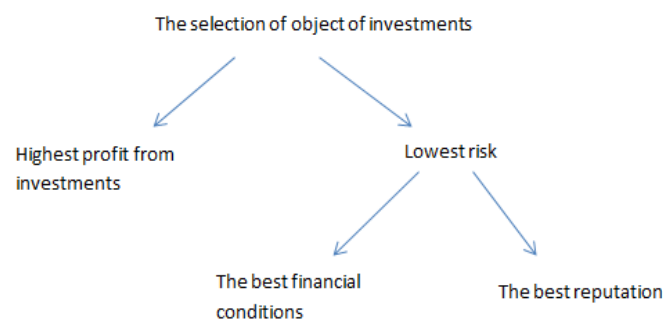 The selection of object of investments
Highest profit from
investments
Lowest risk
The best financial
conditions
The best reputation